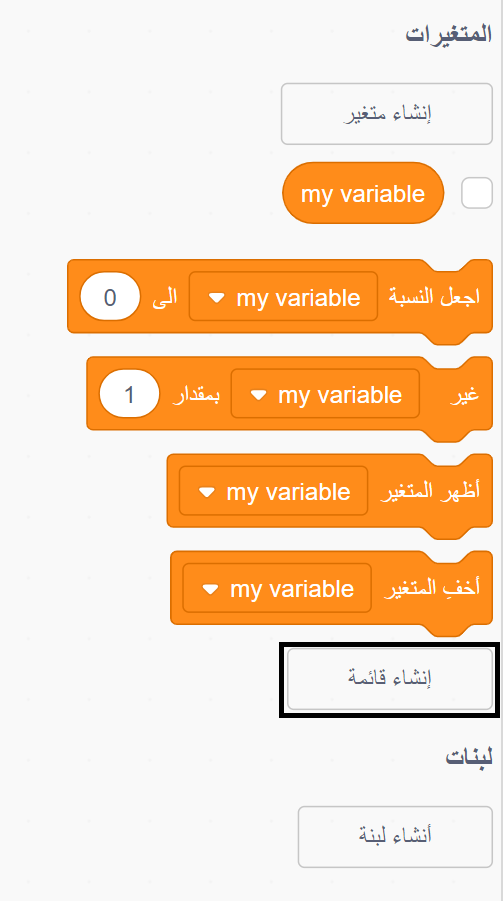 المتغيرات
إنشاء متغير
my variable
اجعل النسبة my variable الى 0
غير my variable بمقدار 1
أظهر المتغير my variable
أخفِ المتغير my variable
إنشاء قائمة
لبنات
أنشاء لبنة